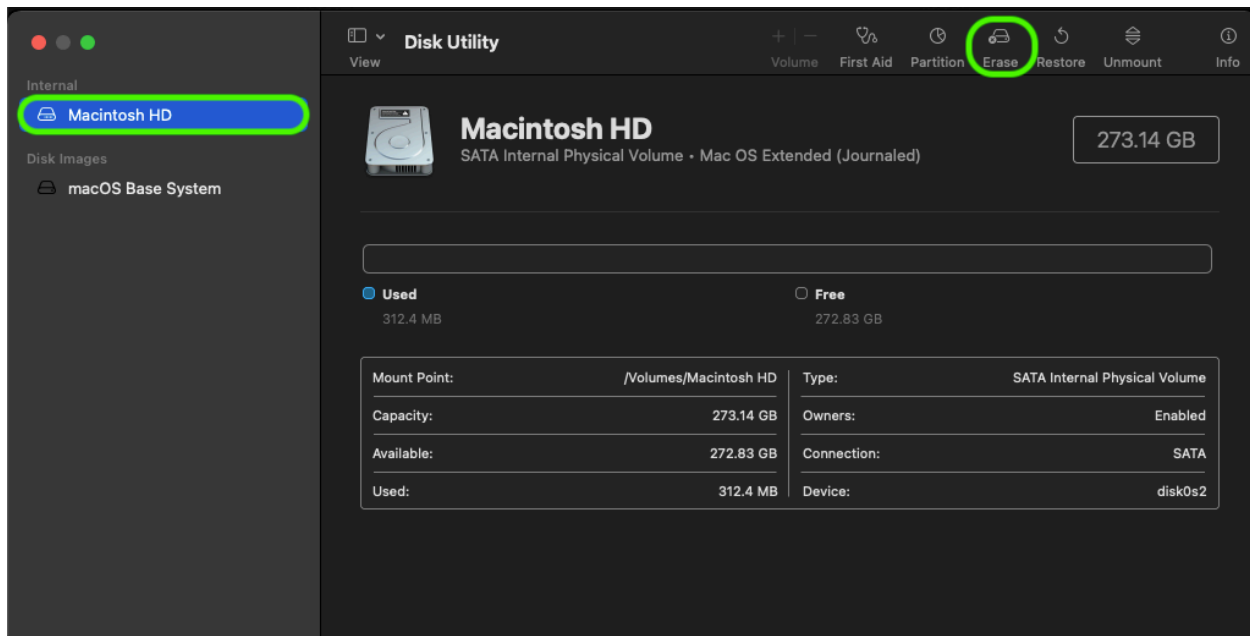 Disk Utility
View
Volume
First Aid
Partition
Erase
Restore
Unmount
Info
Internal
Macintosh HD
Disk Images
macOS Base System
Macintosh HD
SATA Internal Physical Volume • Mac OS Extended (Journaled)
273.14 GB
Used
312.4 MB
Free
272.83 GB
Mount Point: /Volumes/Macintosh HD
Capacity: 273.14 GB
Available: 272.83 GB
Used: 312.4 MB
Type: SATA Internal Physical Volume
Owners: Enabled
Connection: SATA
Device: disk0s2